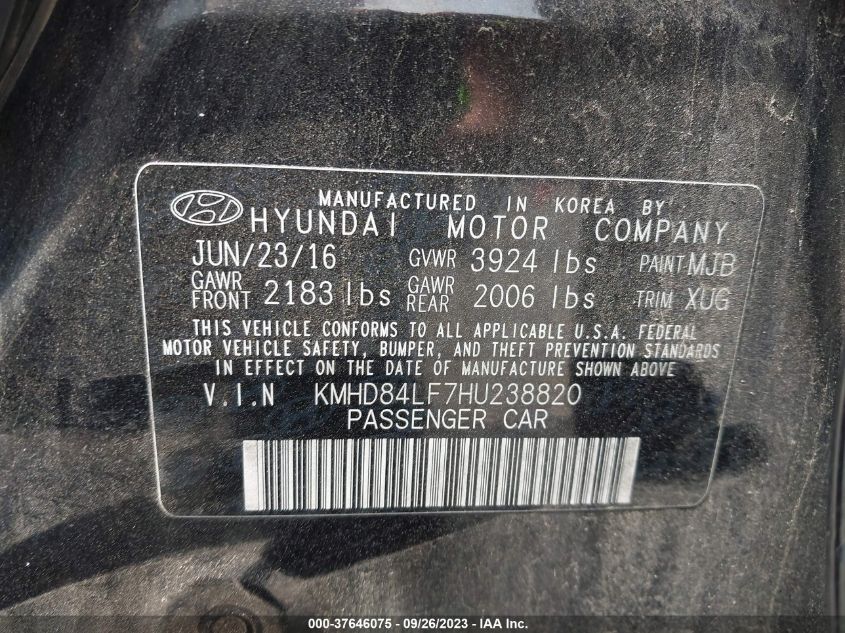 MANUFACTURED IN KOREA BY
HYUNDAI MOTOR COMPANY
JUN/23/16 GVWR 3924 lbs PAINT MJB
GAWR FRONT 2183 lbs GAWR REAR 2006 lbs TRIM XUG
THIS VEHICLE CONFORMS TO ALL APPLICABLE U.S.A. FEDERAL
MOTOR VEHICLE SAFETY, BUMPER, AND THEFT PREVENTION STANDARDS
IN EFFECT ON THE DATE OF MANUFACTURE SHOWN ABOVE
V.I.N KMHD84LF7HU238820
PASSENGER CAR
000-37646075 - 09/26/2023 - IAA Inc.